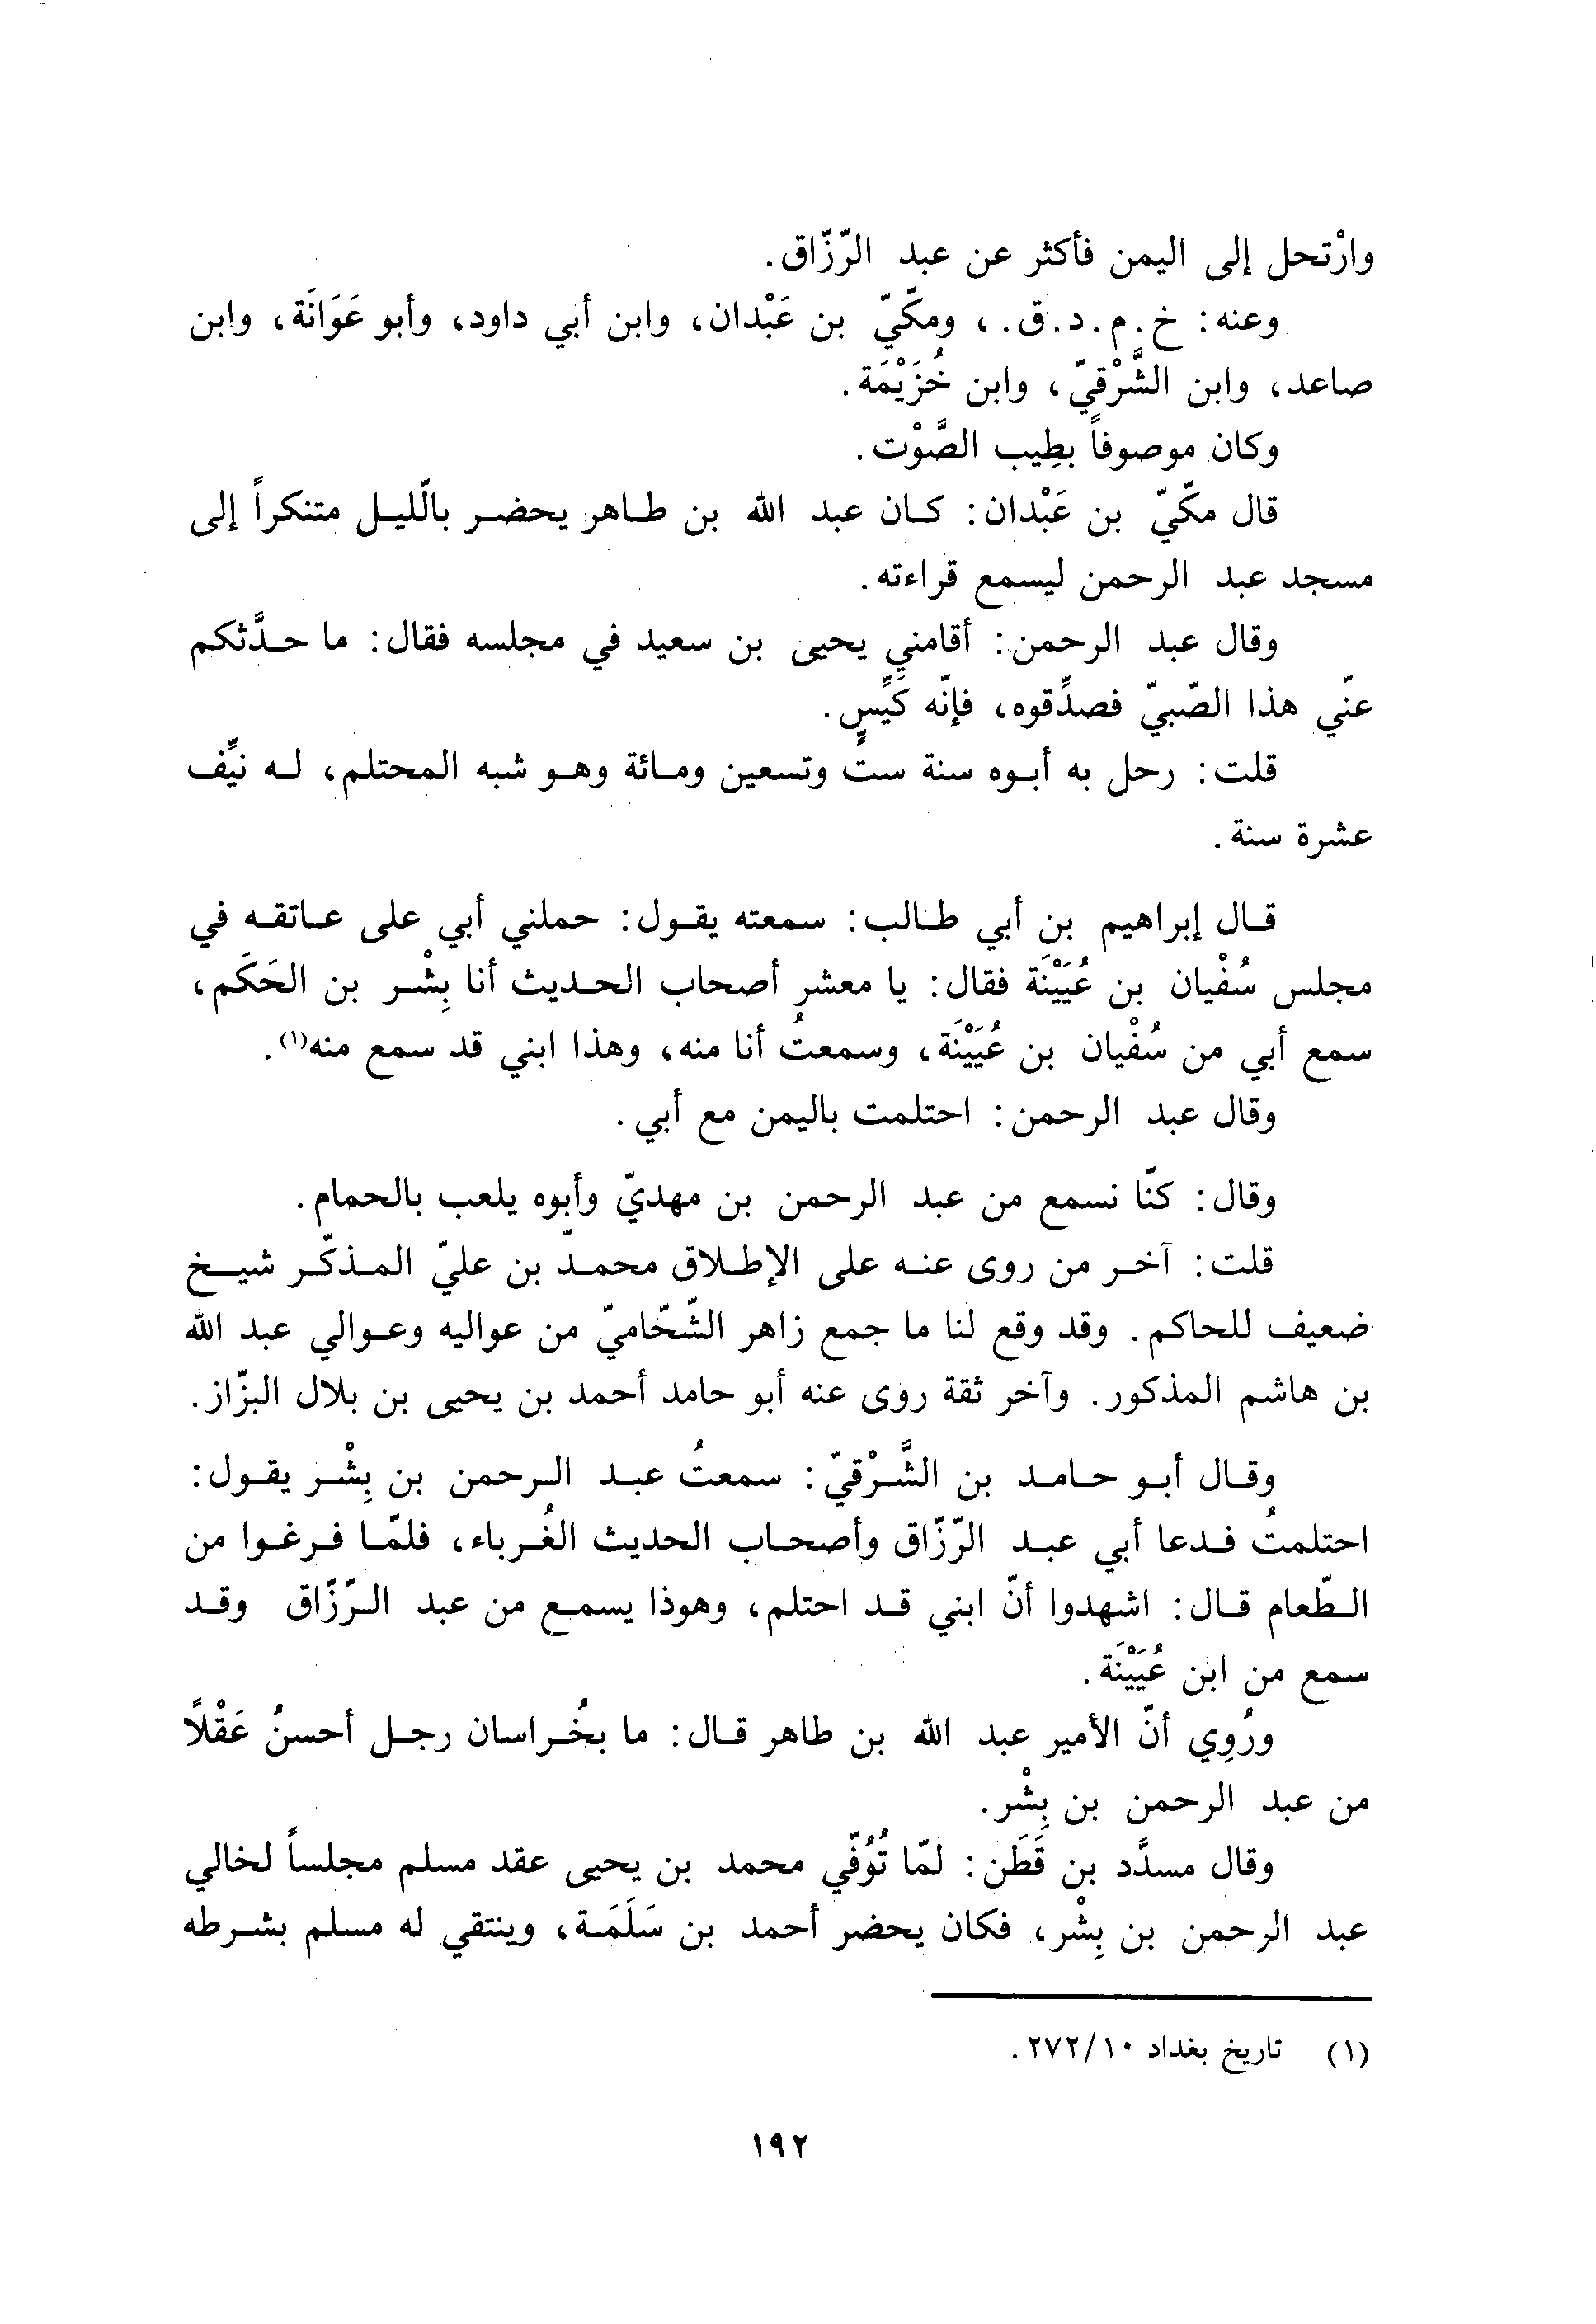 وارْتحل إلى اليمن فأكثر عن عبد الرّزّاق.
وعنه: خ.م.د.ق.، ومكّيّ بن عَبْدان، وابن أبي داود، وأبو عَوَانَة، وابن
صاعد، وابن الشَّرْقيّ، وابن خُزَيْمَة.
وكان موصوفاً بطِيب الصَّوْت.
قال مكّيّ بن عَبْدان: كان عبد الله بن طاهر يحضر بالّليل متنكراً إلى
مسجد عبد الرحمن ليسمع قراءته.
وقال عبد الرحمن: أقامني يحيى بن سعيد في مجلسه فقال: ما حدَّثكم
عنّي هذا الصّبيّ فصدِّقوه، فإنّه كَيِّس.
قلت: رحل به أبوه سنة ستٍّ وتسعين ومائة وهو شبه المحتلم، له نيِّف
عشرة سنة.
قال إبراهيم بن أبي طالب: سمعته يقول: حملني أبي على عاتقه في
مجلس سُفْيان بن عُيَيْنَة فقال: يا معشر أصحاب الحديث أنا بِشْر بن الحَكَم،
سمع أبي من سُفْيان بن عُيَيْنَة، وسمعتُ أنا منه، وهذا ابني قد سمع منه(١).
وقال عبد الرحمن: احتلمت باليمن مع أبي.
وقال: كنّا نسمع من عبد الرحمن بن مهديّ وأبوه يلعب بالحمام.
قلت: آخر من روى عنه على الإطلاق محمد بن عليّ المذكّر شيخ
ضعيف للحاكم. وقد وقع لنا ما جمع زاهر الشّحّاميّ من عواليه وعوالي عبد الله
بن هاشم المذكور. وآخر ثقة روى عنه أبو حامد أحمد بن يحيى بن بلال البزّاز.
وقال أبو حامد بن الشَّرْقيّ: سمعتُ عبد الرحمن بن بِشْر يقول:
احتلمتُ فدعا أبي عبد الرّزّاق وأصحاب الحديث الغُرباء، فلمّا فرغوا من
الطّعام قال: اشهدوا أنّ ابني قد احتلم، وهوذا يسمع من عبد الرّزّاق وقد
سمع من ابن عُيَيْنَة.
ورُوِي أنّ الأمير عبد الله بن طاهر قال: ما بخُراسان رجل أحسنُ عَقْلاً
من عبد الرحمن بن بِشْر.
وقال مسدَّد بن قَطَن: لمّا تُوُفّي محمد بن يحيى عقد مسلم مجلساً لخالي
عبد الرحمن بن بِشْر، فكان يحضر أحمد بن سَلَمَة، وينتقي له مسلم بشرطه
(١) تاريخ بغداد ٢٧٢/١٠.
١٩٢